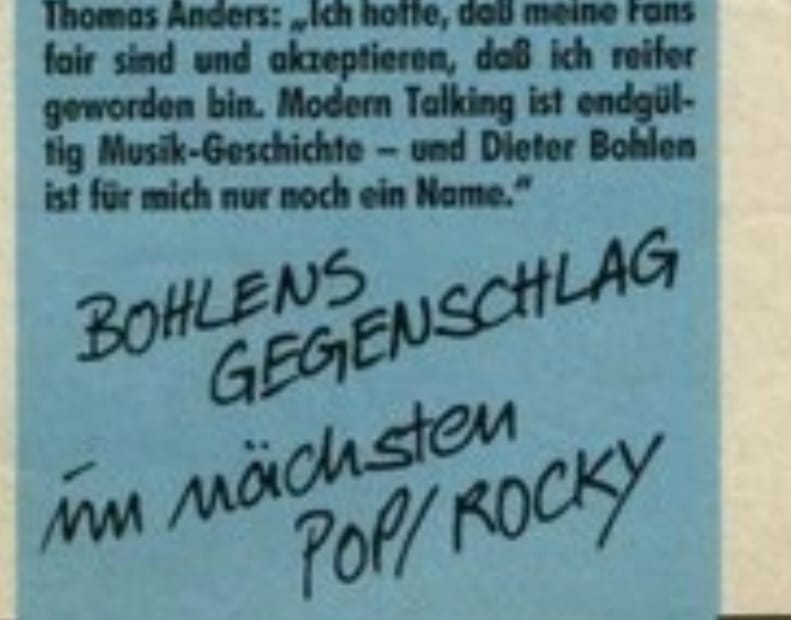 Thomas Anders: „Ich hoffe, daß meine Fans
fair sind und akzeptieren, daß ich reifer
geworden bin. Modern Talking ist endgül-
tig Musik-Geschichte – und Dieter Bohlen
ist für mich nur noch ein Name.“
BOHLENS
GEGENSCHLAG
im nächsten
POP/ROCKY